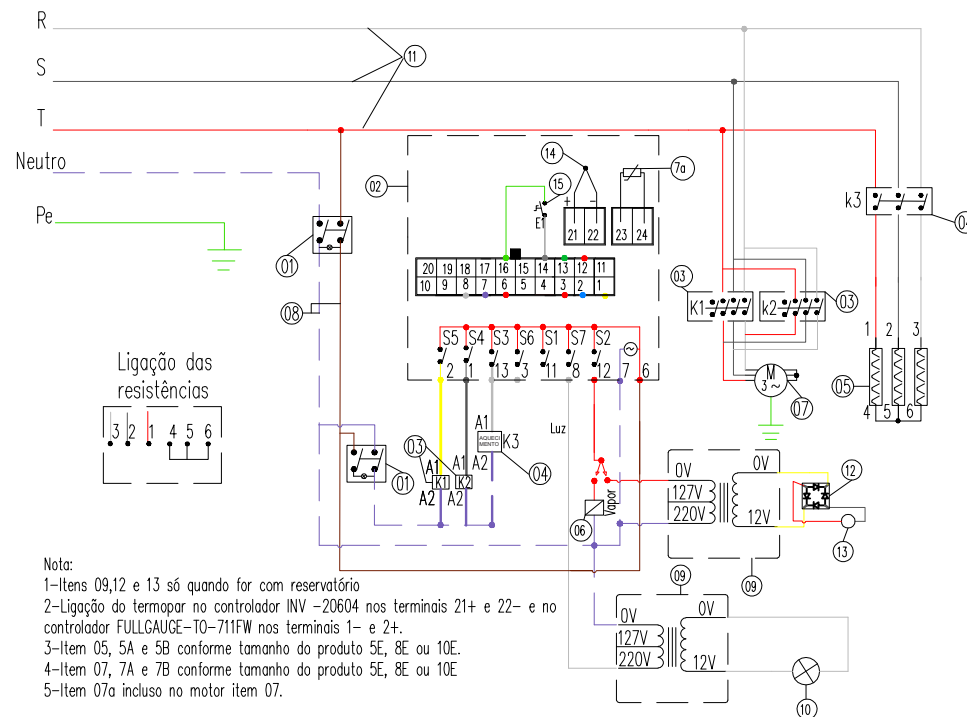 R
S
T
Neutro
Pe
11
02
14
15
7a
+ -
E1
21 22
23 24
20 19 18 17 16 15 14 13 12 11
10 9 8 7 6 5 4 3 2 1
01
08
S5 S4 S3 S6 S1 S7 S2
2 1 13 3 11 8 12 7 6
k3
03
K1
k2
03
M
3 ~
07
1 2 3
05
4 5 6
Ligação das
resistências
3 2 1 4 5 6
01
03
A1
K1
A2
A1
K2
A2
A1
AQUECI
MENTO
K3
A2
04
Luz
Vapor
06
0V
127V
220V
0V
12V
09
12
13
09
0V
127V
220V
0V
12V
10
Nota:
1-Itens 09,12 e 13 só quando for com reservatório
2-Ligação do termopar no controlador INV -20604 nos terminais 21+ e 22- e no
controlador FULLGAUGE-TO-711FW nos terminais 1- e 2+.
3-Item 05, 5A e 5B conforme tamanho do produto 5E, 8E ou 10E.
4-Item 07, 7A e 7B conforme tamanho do produto 5E, 8E ou 10E
5-Item 07a incluso no motor item 07.